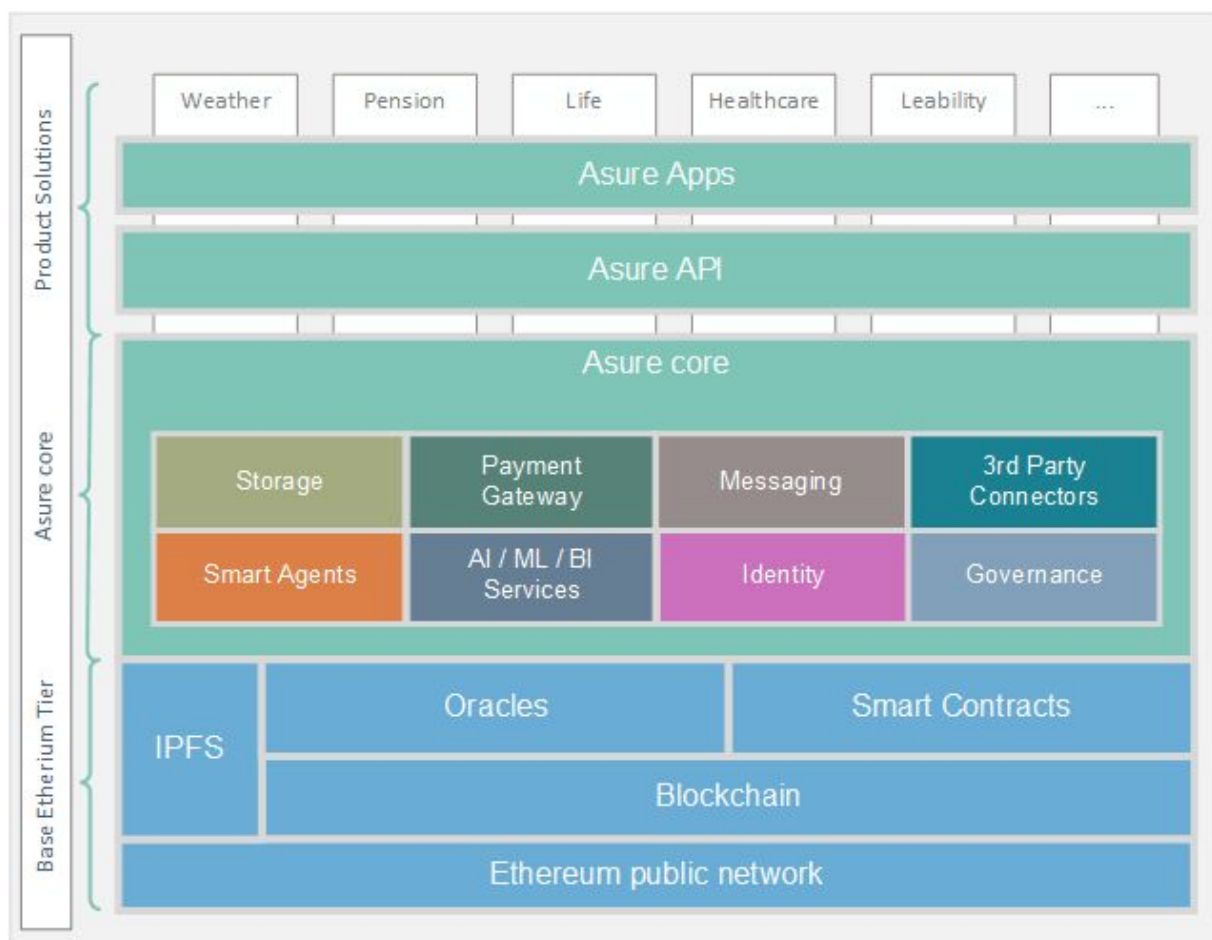 Product Solutions
Weather
Pension
Life
Healthcare
Leability
...
Asure Apps
Asure API
Asure core
Asure core
Storage
Payment
Gateway
Messaging
3rd Party
Connectors
Smart Agents
AI / ML / BI
Services
Identity
Governance
Base Etherium Tier
IPFS
Oracles
Smart Contracts
Blockchain
Ethereum public network